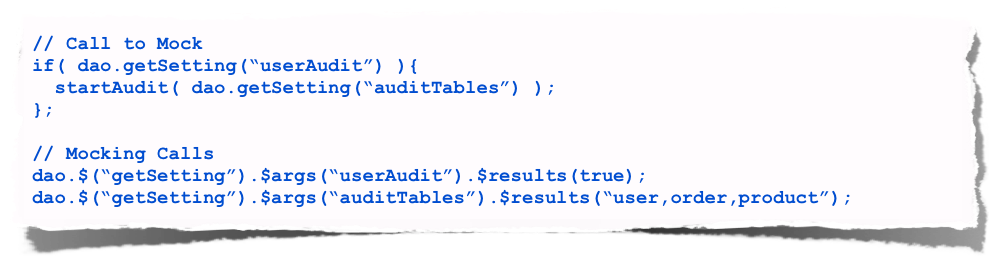 // Call to Mock
if( dao.getSetting(“userAudit”) ){
  startAudit( dao.getSetting(“auditTables”) );
};

// Mocking Calls
dao.$(“getSetting”).$args(“userAudit”).$results(true);
dao.$(“getSetting”).$args(“auditTables”).$results(“user,order,product”);